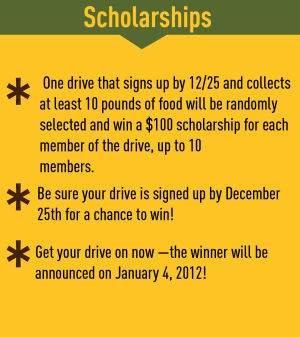 Scholarships
One drive that signs up by 12/25 and collects
at least 10 pounds of food will be randomly
selected and win a $100 scholarship for each
member of the drive, up to 10
members.
Be sure your drive is signed up by December
25th for a chance to win!
Get your drive on now —the winner will be
announced on January 4, 2012!